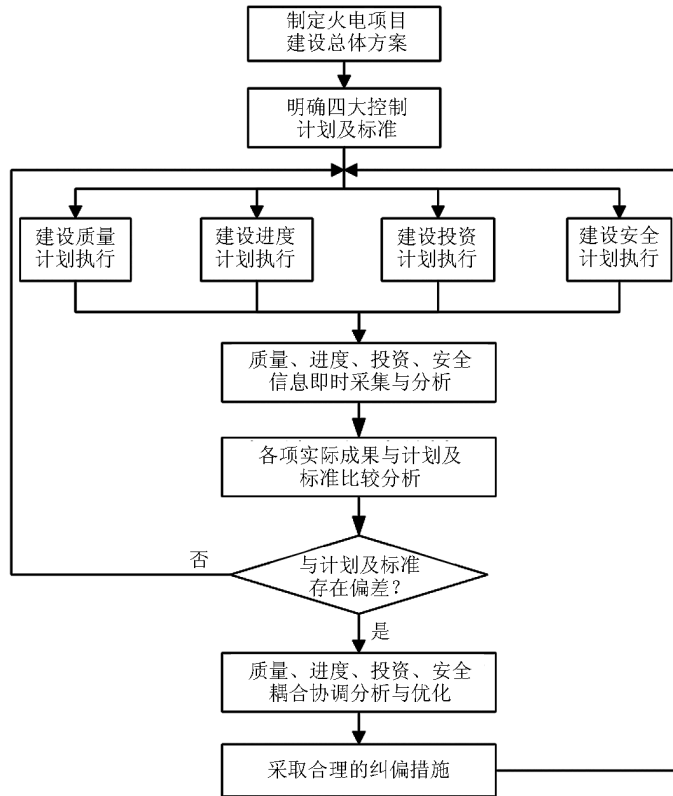 制定火电项目
建设总体方案
明确四大控制
计划及标准
建设质量
计划执行
建设进度
计划执行
建设投资
计划执行
建设安全
计划执行
质量、进度、投资、安全
信息即时采集与分析
各项实际成果与计划及
标准比较分析
否
与计划及标准
存在偏差？
是
质量、进度、投资、安全
耦合协调分析与优化
采取合理的纠偏措施